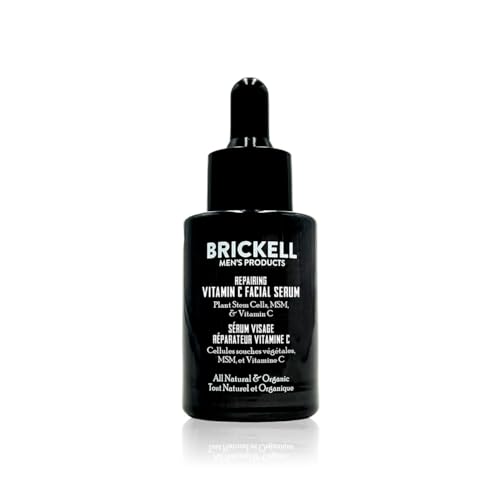 BRICKELL
MEN'S PRODUCTS
REPAIRING
VITAMIN C FACIAL SERUM
Plant Stem Cells, MSM,
& Vitamin C
SÉRUM VISAGE
RÉPARATEUR VITAMINE C
Cellules souches végétales,
MSM, et Vitamine C
All Natural & Organic
Tout Naturel et Organique